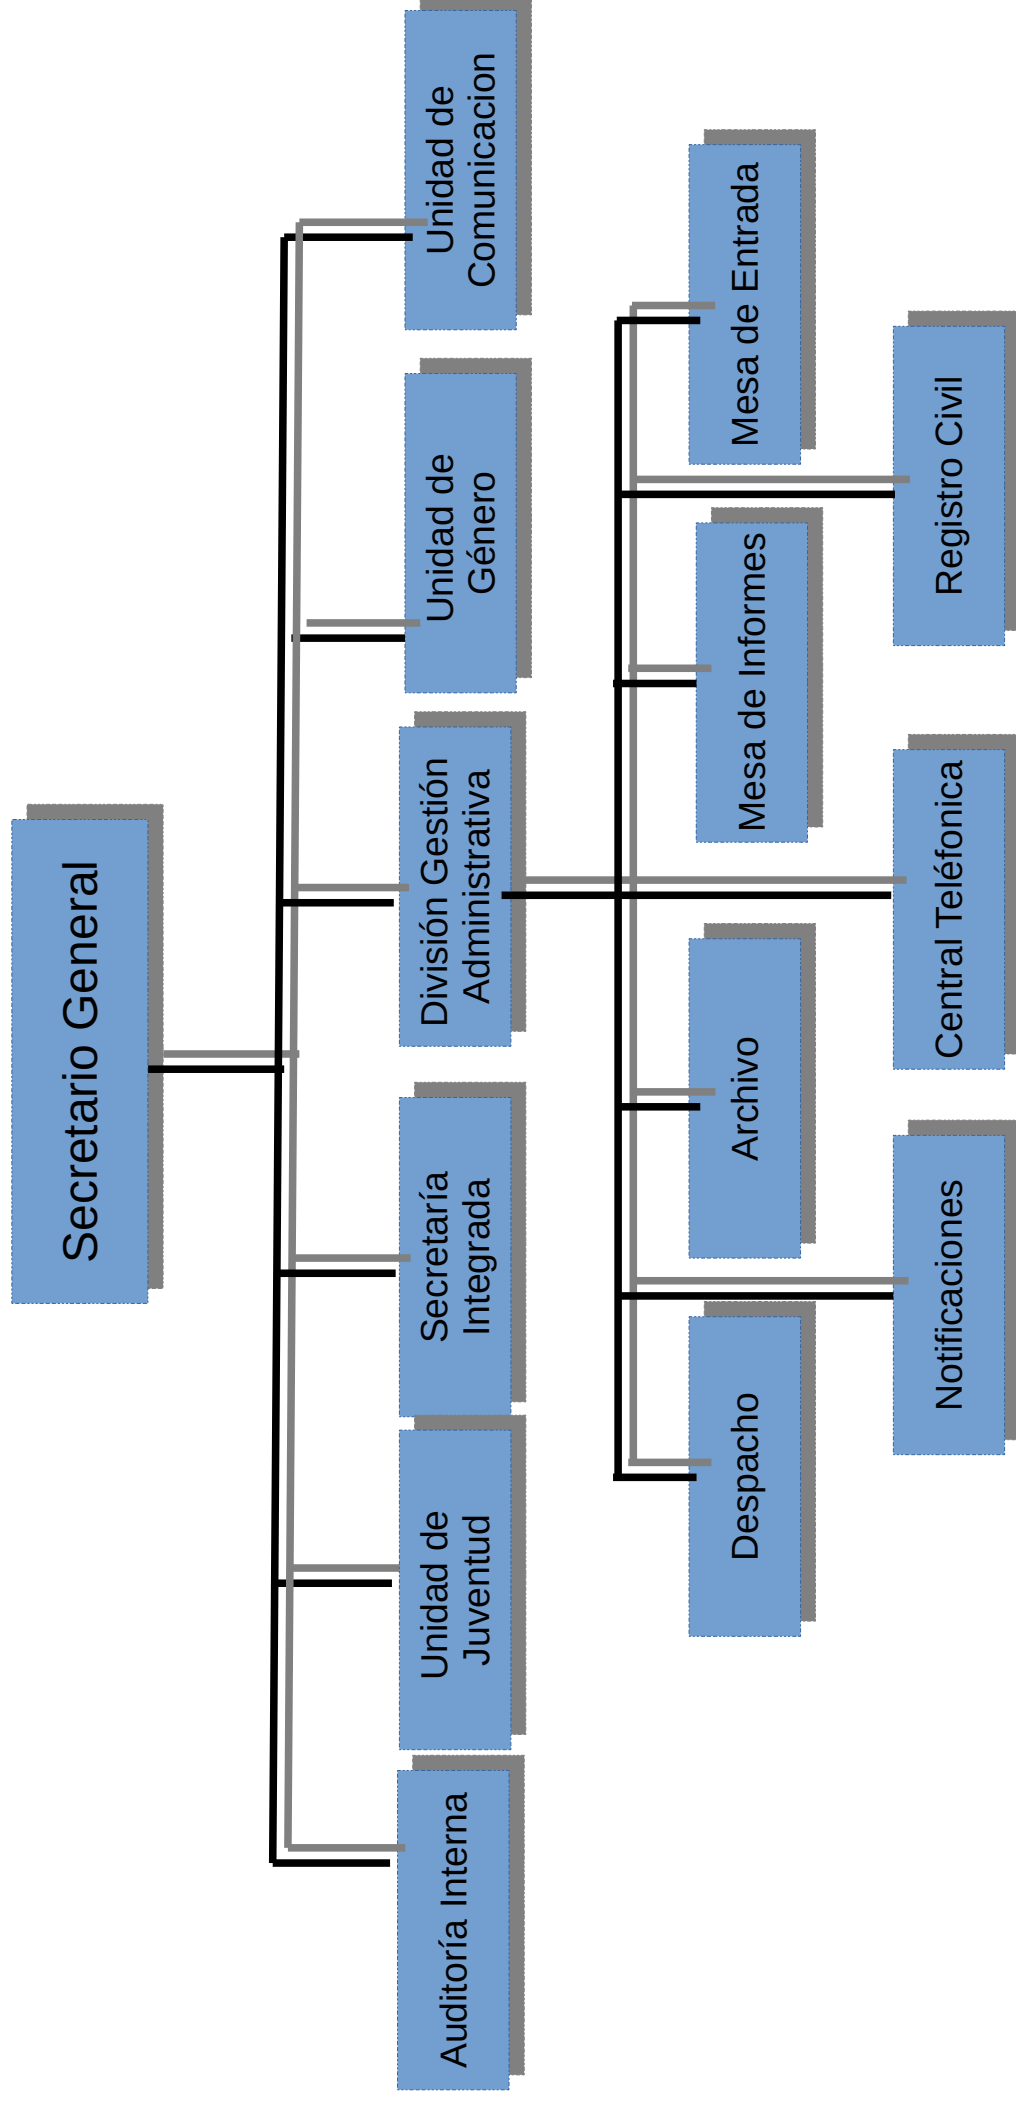 Secretario General
Auditoría Interna
Unidad de
Juventud
Secretaría
Integrada
División Gestión
Administrativa
Unidad de
Género
Unidad de
Comunicacion
Despacho
Archivo
Mesa de Informes
Mesa de Entrada
Notificaciones
Central Teléfonica
Registro Civil